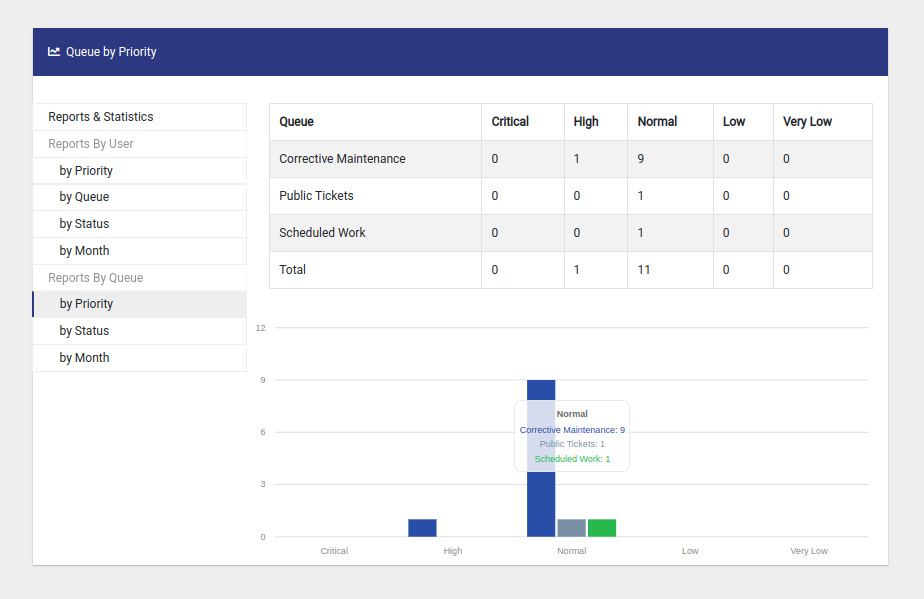 Queue by Priority
Reports & Statistics
Reports By User
by Priority
by Queue
by Status
by Month
Reports By Queue
by Priority
by Status
by Month
Queue Critical High Normal Low Very Low
Corrective Maintenance 0 1 9 0 0
Public Tickets 0 0 1 0 0
Scheduled Work 0 0 1 0 0
Total 0 1 11 0 0
12
9
6
3
0
Normal
Corrective Maintenance: 9
Public Tickets: 1
Scheduled Work: 1
Critical High Normal Low Very Low